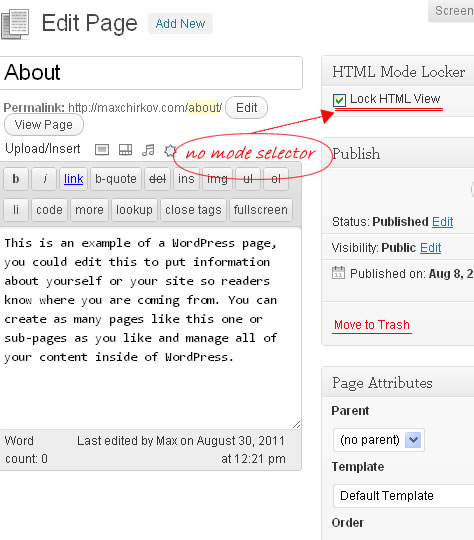 Edit Page Add New
Screen
About
Permalink: http://maxchirkov.com/about/ Edit
View Page
Upload/Insert
no mode selector
b i link b-quote del ins img ul ol
li code more lookup close tags fullscreen
This is an example of a WordPress page,
you could edit this to put information
about yourself or your site so readers
know where you are coming from. You can
create as many pages like this one or
sub-pages as you like and manage all of
your content inside of WordPress.
Word count: 0
Last edited by Max on August 30, 2011
at 12:21 pm
HTML Mode Locker
Lock HTML View
Publish
Status: Published Edit
Visibility: Public Edit
Published on: Aug 8, 2
Move to Trash
Page Attributes
Parent
(no parent)
Template
Default Template
Order